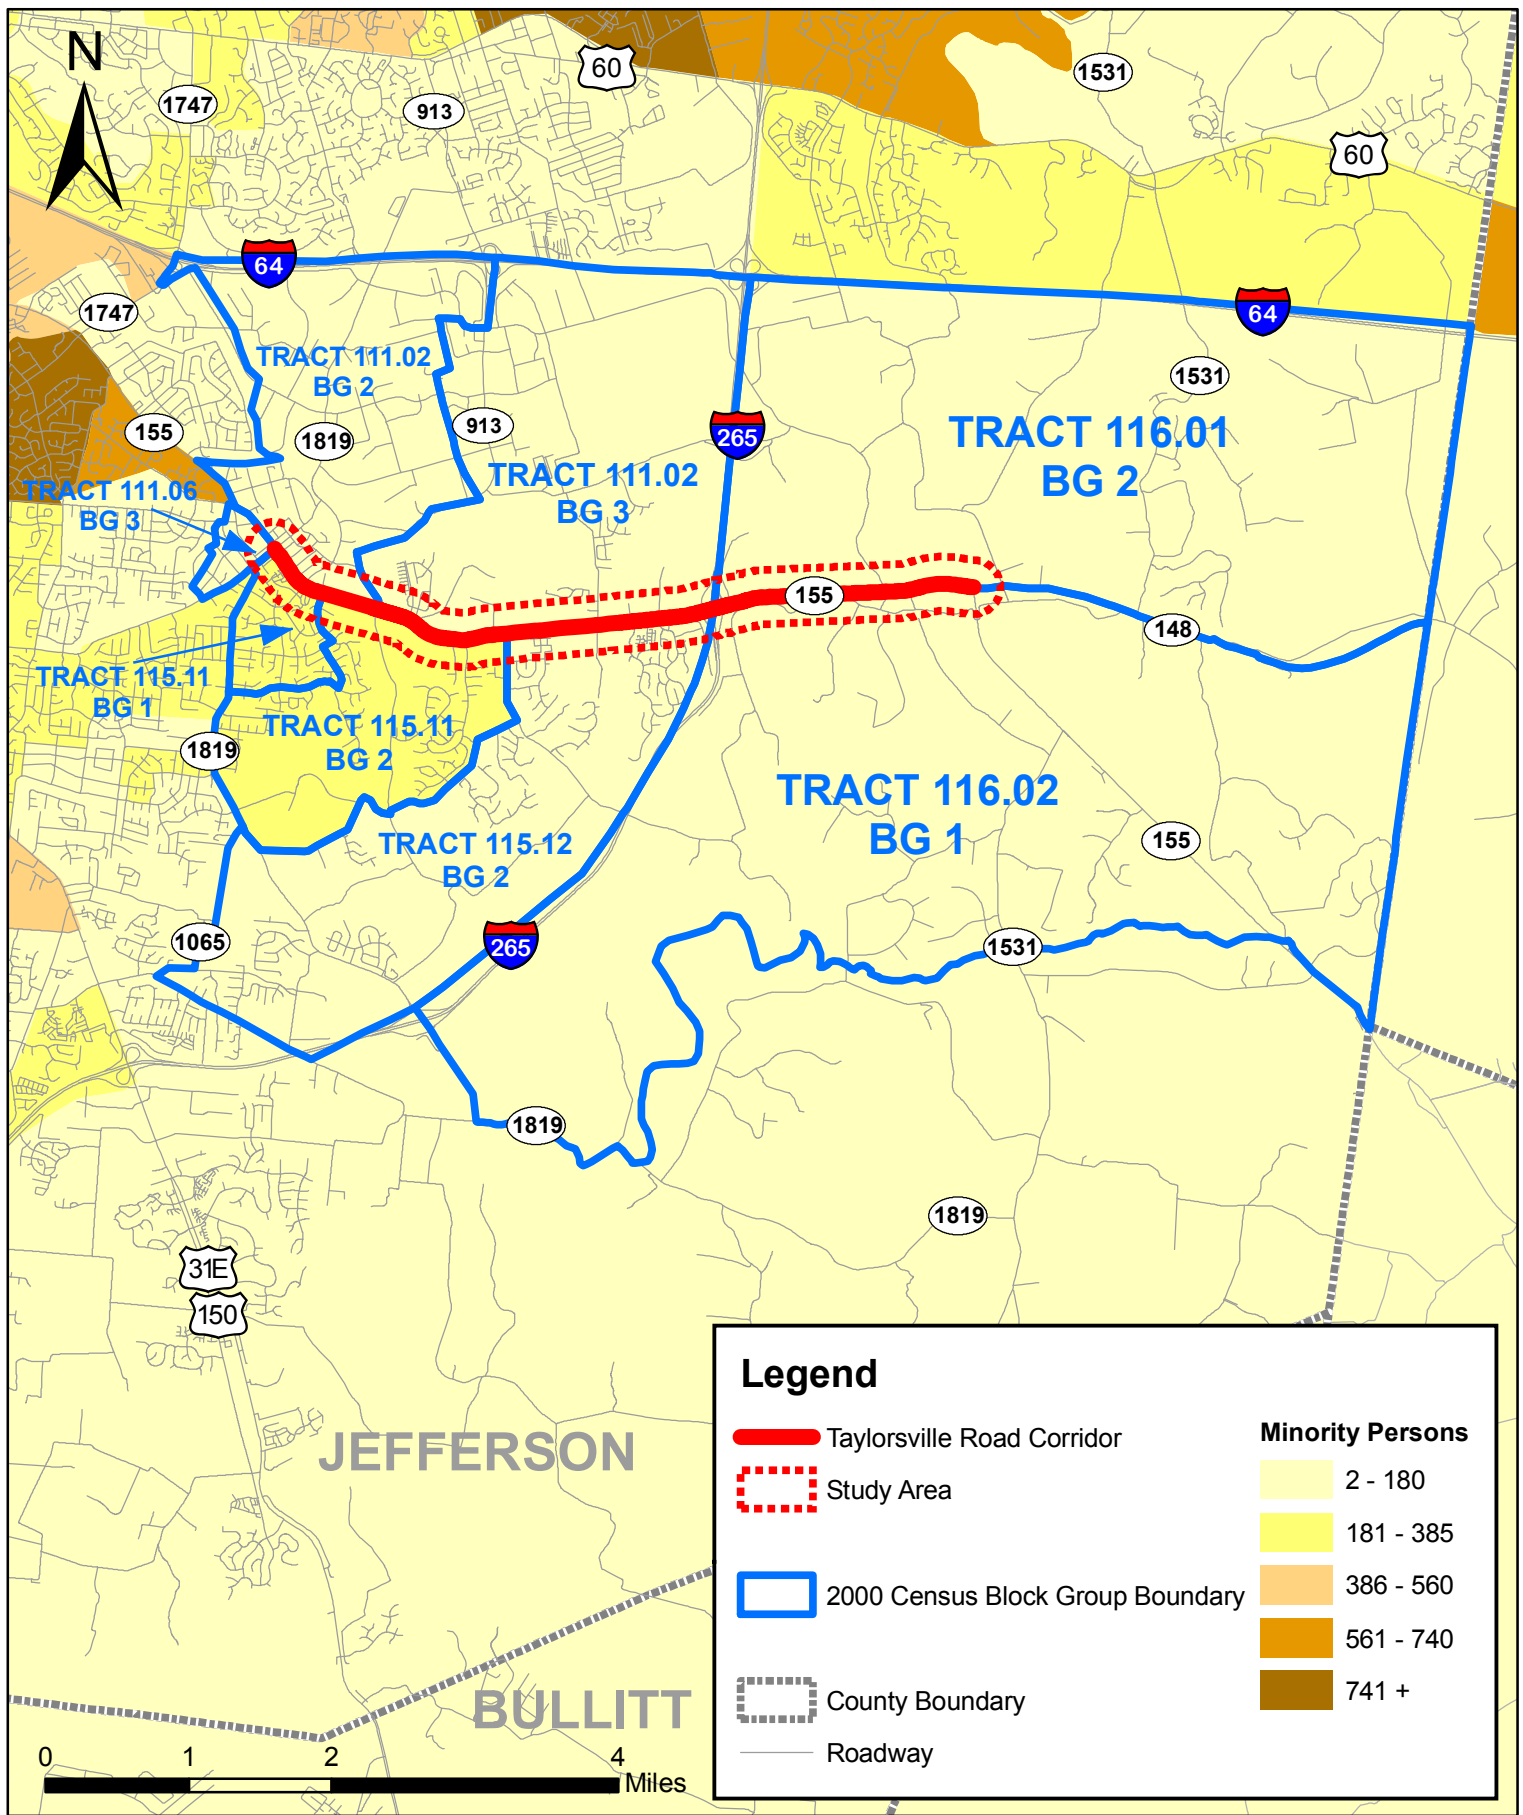 N
60
1531
1747
913
60
64
1747
64
TRACT 111.02
BG 2
1531
155
1819
913
265
TRACT 116.01
BG 2
TRACT 111.02
BG 3
TRACT 111.06
BG 3
155
148
TRACT 115.11
BG 1
TRACT 115.11
BG 2
1819
TRACT 116.02
BG 1
155
TRACT 115.12
BG 2
1065
265
1531
1819
1819
31E
150
JEFFERSON
BULLITT
0 1 2 4
Miles
Legend
Taylorsville Road Corridor
Study Area
2000 Census Block Group Boundary
County Boundary
Roadway
Minority Persons
2 - 180
181 - 385
386 - 560
561 - 740
741 +